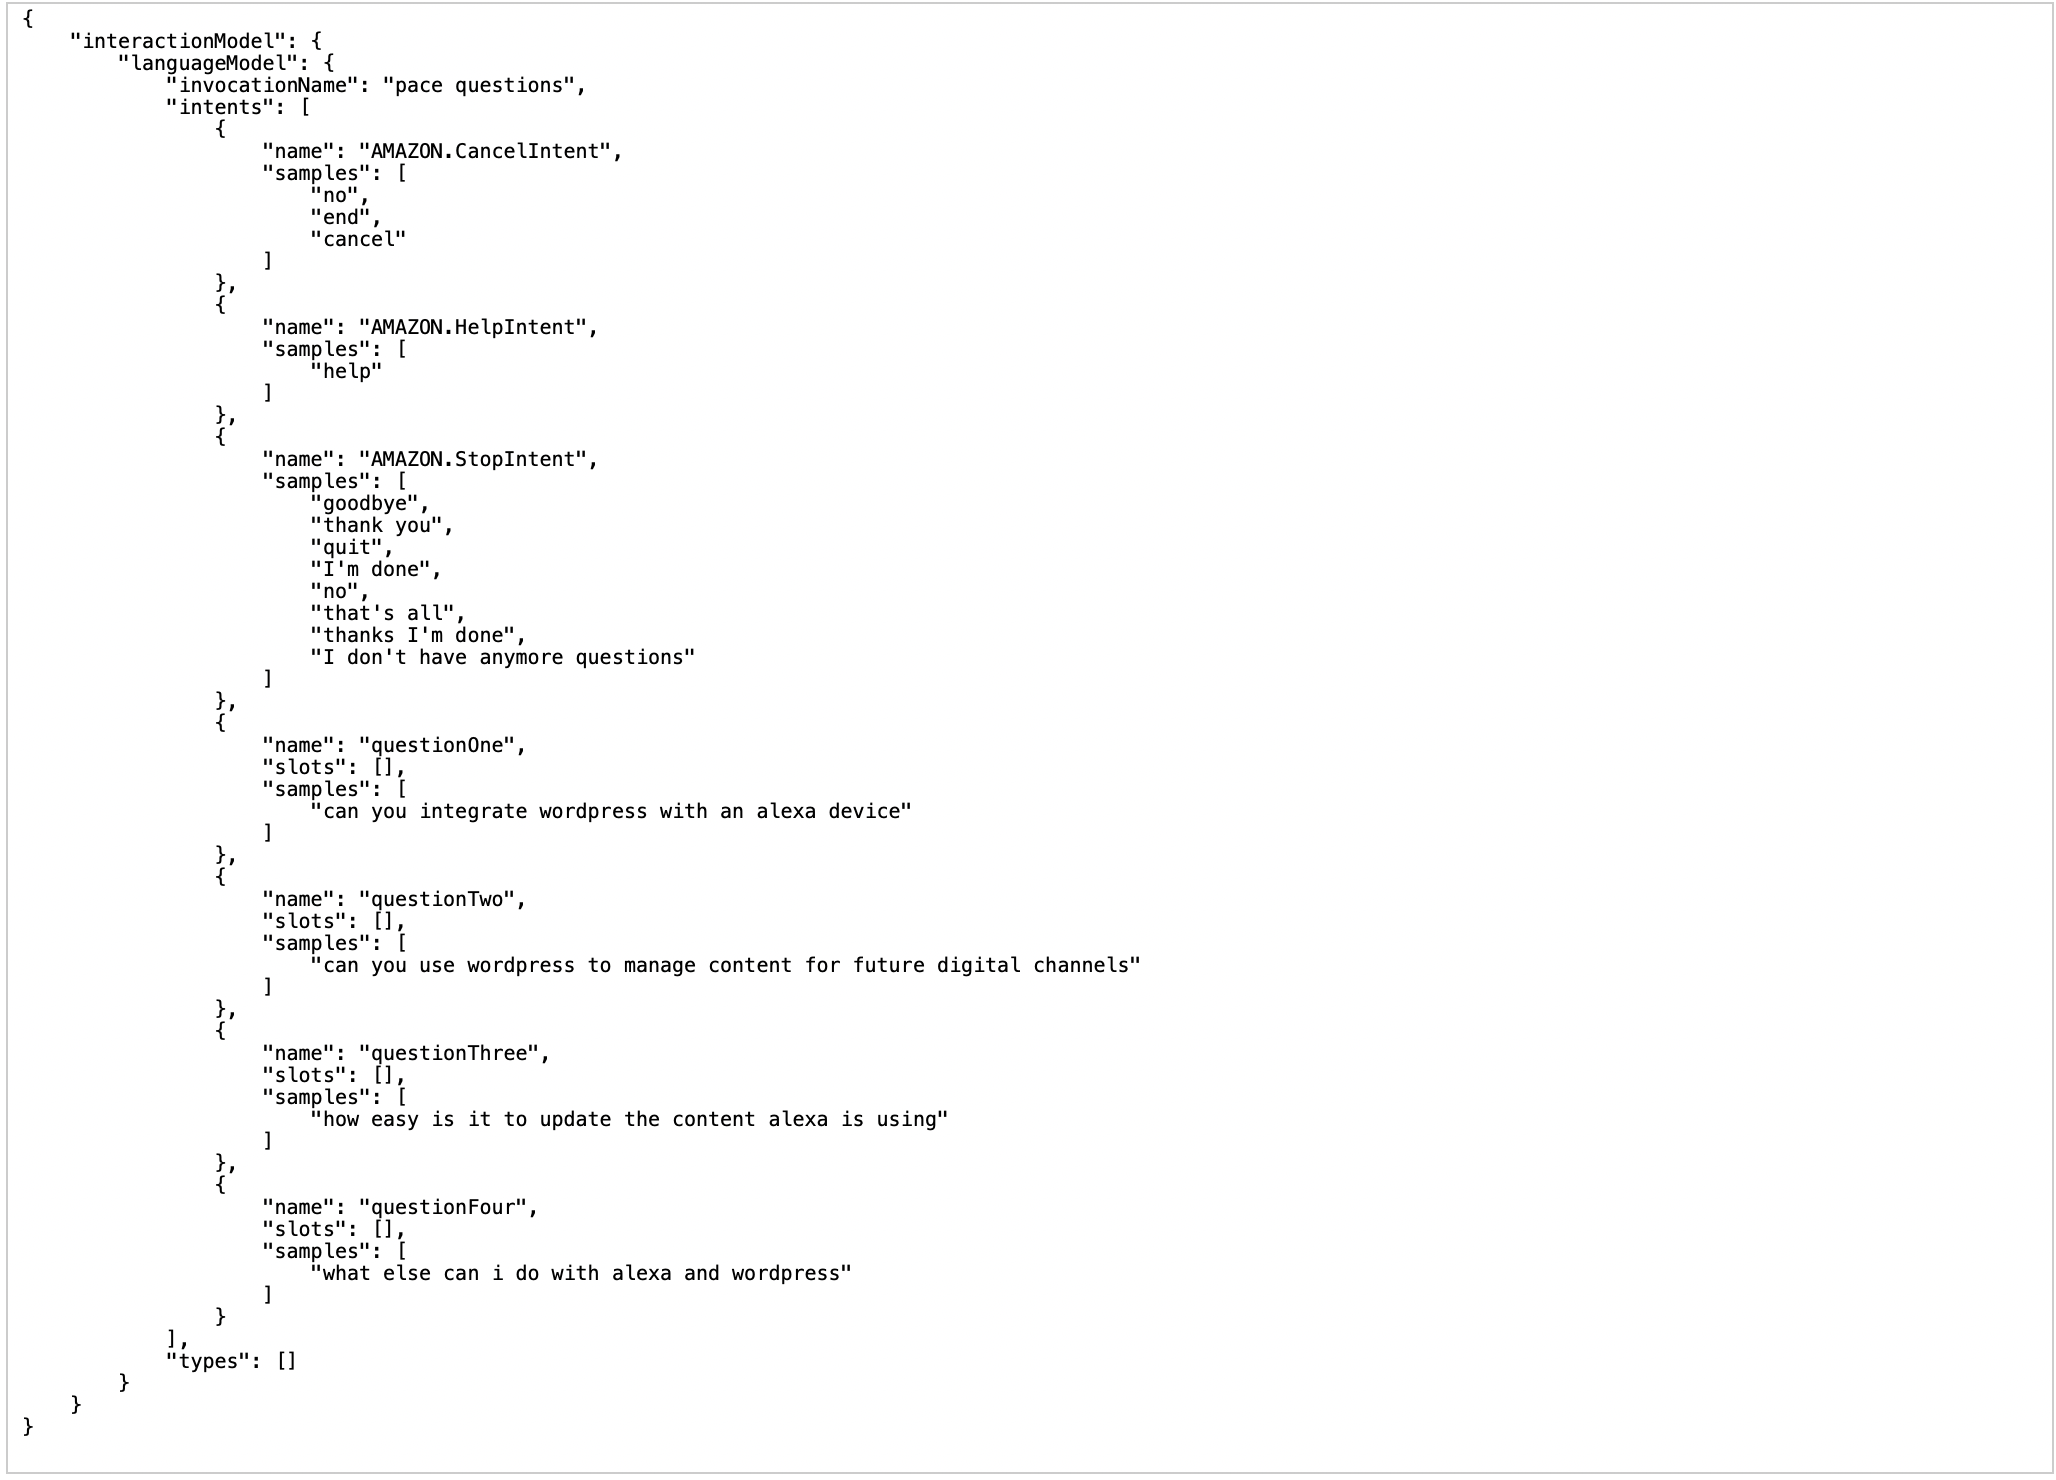 {
    "interactionModel": {
        "languageModel": {
            "invocationName": "pace questions",
            "intents": [
                {
                    "name": "AMAZON.CancelIntent",
                    "samples": [
                        "no",
                        "end",
                        "cancel"
                    ]
                },
                {
                    "name": "AMAZON.HelpIntent",
                    "samples": [
                        "help"
                    ]
                },
                {
                    "name": "AMAZON.StopIntent",
                    "samples": [
                        "goodbye",
                        "thank you",
                        "quit",
                        "I'm done",
                        "no",
                        "that's all",
                        "thanks I'm done",
                        "I don't have anymore questions"
                    ]
                },
                {
                    "name": "questionOne",
                    "slots": [],
                    "samples": [
                        "can you integrate wordpress with an alexa device"
                    ]
                },
                {
                    "name": "questionTwo",
                    "slots": [],
                    "samples": [
                        "can you use wordpress to manage content for future digital channels"
                    ]
                },
                {
                    "name": "questionThree",
                    "slots": [],
                    "samples": [
                        "how easy is it to update the content alexa is using"
                    ]
                },
                {
                    "name": "questionFour",
                    "slots": [],
                    "samples": [
                        "what else can i do with alexa and wordpress"
                    ]
                }
            ],
            "types": []
        }
    }
}